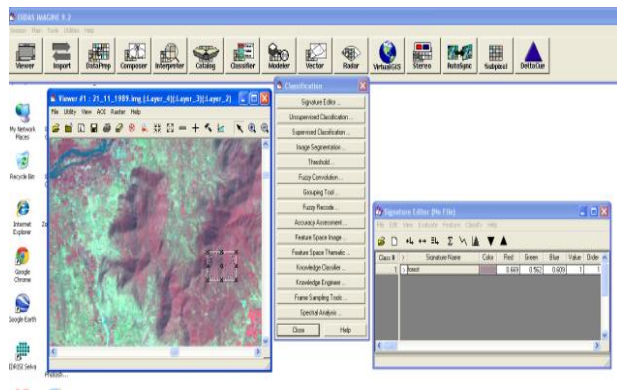 ERDAS IMAGINE 9.2
Session Main Tools Utilities Help
Viewer Import DataPrep Composer Interpreter Catalog Classifier Modeler Vector Radar VirtualGIS Stereo AutoSync Subpixel DeltaCue
Viewer #1 : 21_11_1989.img (:Layer_4)(:Layer_3)(:Layer_2)
File Utility View AOI Raster Help
My Network Places
Recycle Bin
Internet Explorer
Google Chrome
Google Earth
IDRISI Selva
Classification
Signature Editor ...
Unsupervised Classification ...
Supervised Classification ...
Image Segmentation ...
Threshold ...
Fuzzy Convolution ...
Grouping Tool ...
Fuzzy Recode ...
Accuracy Assessment ...
Feature Space Image ...
Feature Space Thematic ...
Knowledge Classifier ...
Knowledge Engineer ...
Frame Sampling Tools ...
Spectral Analysis ...
Close Help
Signature Editor (No File)
File Edit View Evaluate Feature Classify Help
Class # > Signature Name Color Red Green Blue Value Order
1 > forest 0.669 0.562 0.609 1 1